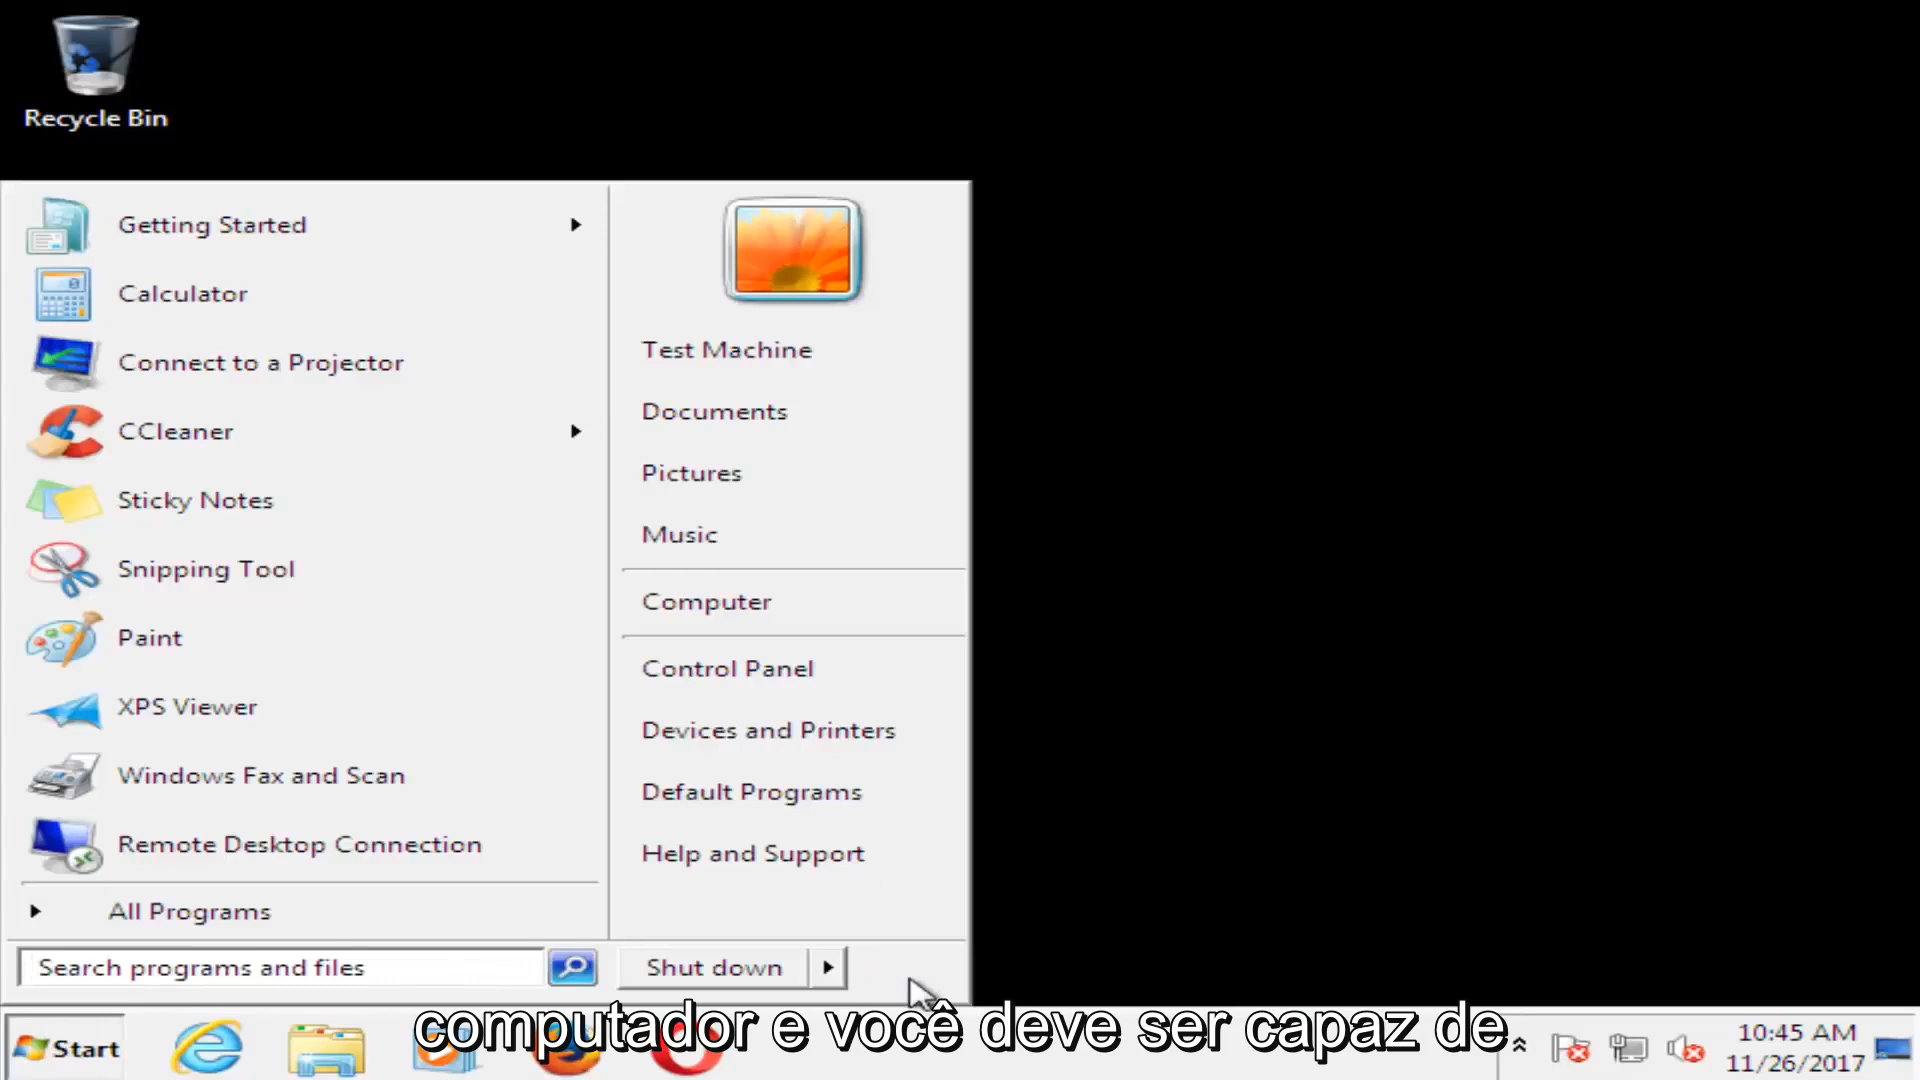 Recycle Bin
Getting Started
Calculator
Connect to a Projector
CCleaner
Sticky Notes
Snipping Tool
Paint
XPS Viewer
Windows Fax and Scan
Remote Desktop Connection
All Programs
Search programs and files
Test Machine
Documents
Pictures
Music
Computer
Control Panel
Devices and Printers
Default Programs
Help and Support
Shut down
computador e você deve ser capaz de
Start
10:45 AM
11/26/2017